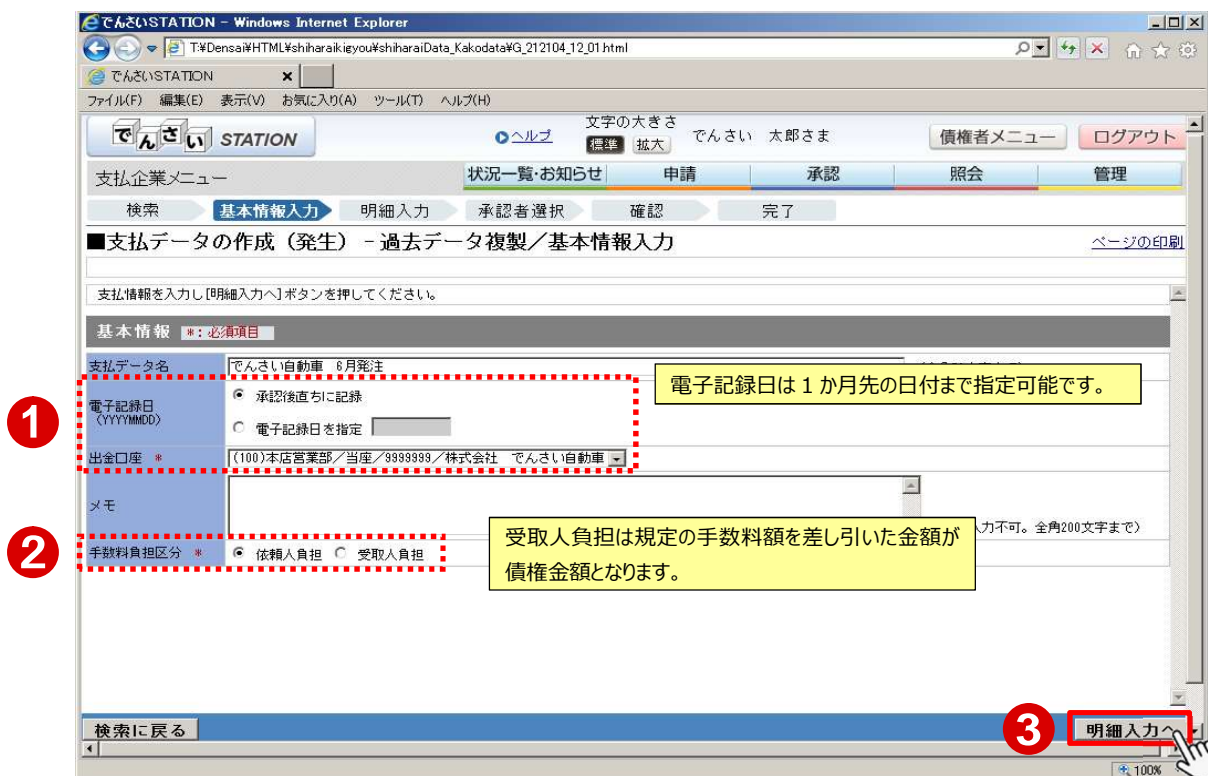 でんさいSTATION - Windows Internet Explorer
T:¥Densai¥HTML¥shiharaikigyou¥shiharaiData_Kakodata¥G_212104_12_01.html
でんさいSTATION
ファイル(F) 編集(E) 表示(V) お気に入り(A) ツール(T) ヘルプ(H)
でんさい STATION
ヘルプ
文字の大きさ
標準 拡大
でんさい 太郎さま
債権者メニュー
ログアウト
支払企業メニュー
状況一覧・お知らせ 申請 承認 照会 管理
検索 基本情報入力 明細入力 承認者選択 確認 完了
■支払データの作成(発生) -過去データ複製/基本情報入力
ページの印刷
支払情報を入力し[明細入力へ]ボタンを押してください。
基本情報 *:必須項目
支払データ名 でんさい自動車 6月発注
電子記録日は1か月先の日付まで指定可能です。
1
電子記録日
(YYYYMMDD)
承認後直ちに記録
電子記録日を指定
出金口座 * (100)本店営業部/当座/9999999/株式会社 でんさい自動車
メモ
入力不可。全角200文字まで)
受取人負担は規定の手数料額を差し引いた金額が
債権金額となります。
2
手数料負担区分 * 依頼人負担 受取人負担
検索に戻る
3
明細入力へ
100%